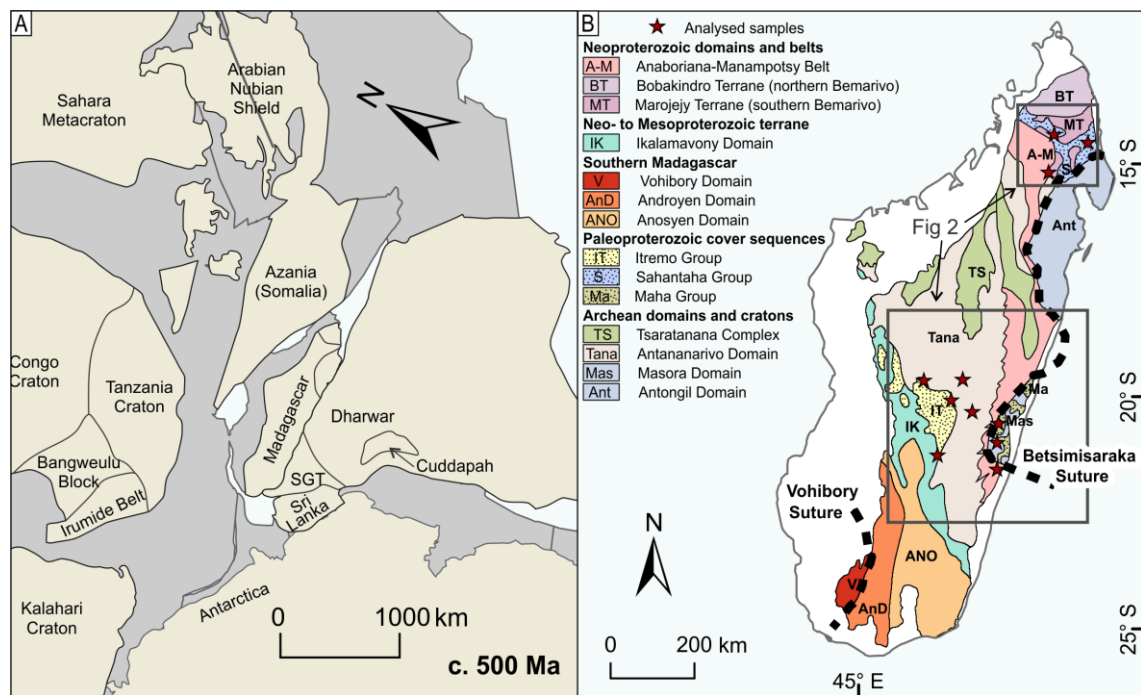 A
Sahara
Metacraton
Arabian
Nubian
Shield
N
Azania
(Somalia)
Congo
Craton
Tanzania
Craton
Madagascar
Dharwar
Cuddapah
Bangweulu
Block
Irumide Belt
SGT
Sri
Lanka
Kalahari
Craton
Antarctica
0 1000 km
c. 500 Ma
B
Analysed samples
Neoproterozoic domains and belts
A-M Anaboriana-Manampotsy Belt
BT Bobakindro Terrane (northern Bemarivo)
MT Marojejy Terrane (southern Bemarivo)
Neo- to Mesoproterozoic terrane
IK Ikalamavony Domain
Southern Madagascar
V Vohibory Domain
AnD Androyen Domain
ANO Anosyen Domain
Paleoproterozoic cover sequences
IT Itremo Group
S Sahantaha Group
Ma Maha Group
Archean domains and cratons
TS Tsaratanana Complex
Tana Antananarivo Domain
Mas Masora Domain
Ant Antongil Domain
BT
MT
A-M
S
15° S
Fig 2
Ant
TS
Tana
Ma
20° S
IT
Mas
IK
Betsimisaraka
Suture
Vohibory
Suture
N
ANO
V
AnD
25° S
0 200 km
45° E